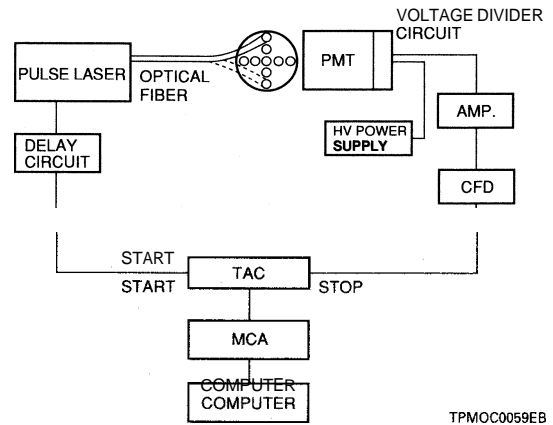 VOLTAGE DIVIDER
CIRCUIT
PULSE LASER
OPTICAL
FIBER
PMT
AMP.
HV POWER
SUPPLY
DELAY
CIRCUIT
CFD
START
START
TAC
STOP
MCA
COMPUTER
COMPUTER
TPMOC0059EB